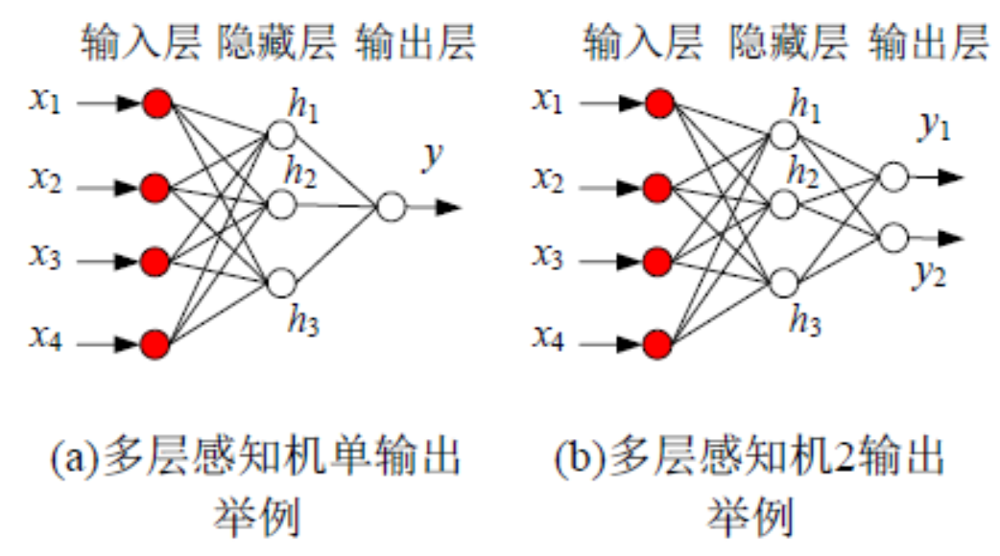 输入层 隐藏层 输出层
x1
x2
x3
x4
h1
h2
h3
y
(a)多层感知机单输出
举例
输入层 隐藏层 输出层
x1
x2
x3
x4
h1
h2
h3
y1
y2
(b)多层感知机2输出
举例